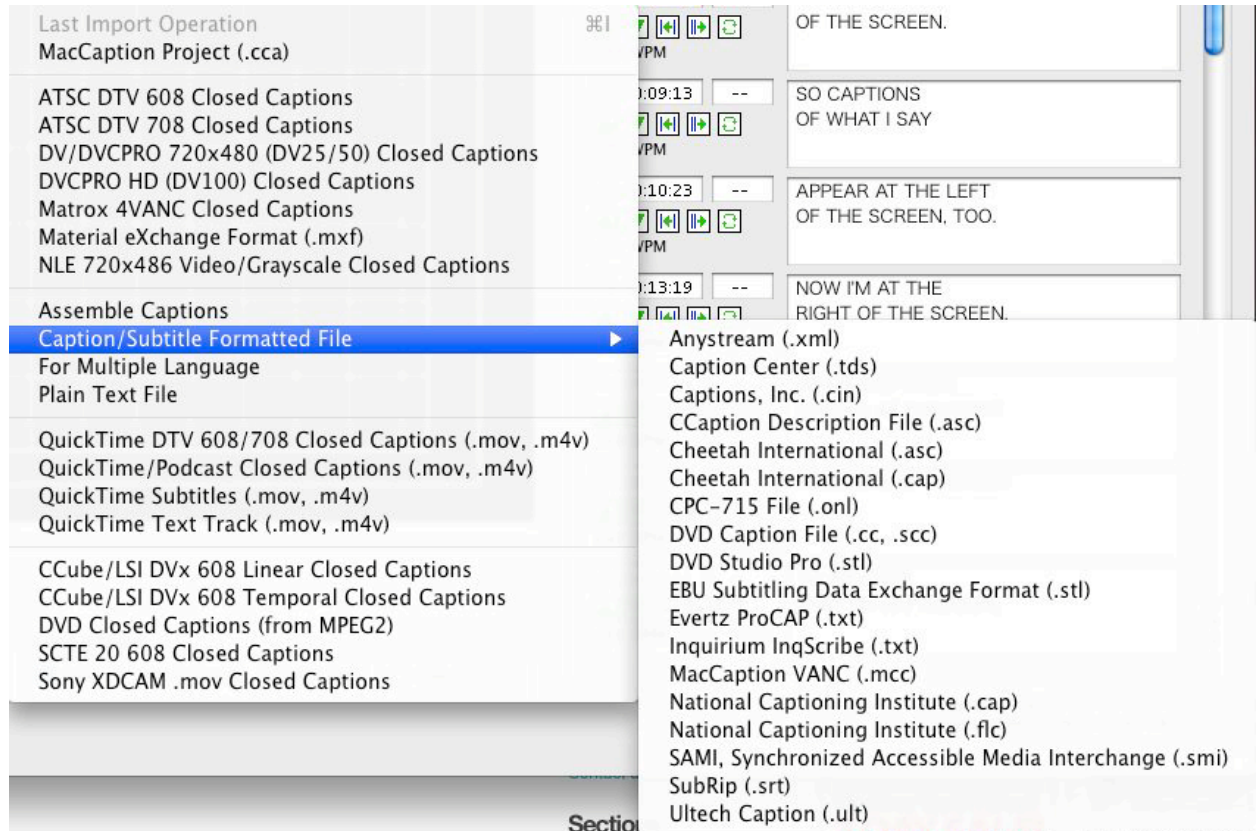 Last Import Operation ⌘I
MacCaption Project (.cca)
ATSC DTV 608 Closed Captions
ATSC DTV 708 Closed Captions
DV/DVCPRO 720x480 (DV25/50) Closed Captions
DVCPRO HD (DV100) Closed Captions
Matrox 4VANC Closed Captions
Material eXchange Format (.mxf)
NLE 720x486 Video/Grayscale Closed Captions
Assemble Captions
Caption/Subtitle Formatted File
For Multiple Language
Plain Text File
QuickTime DTV 608/708 Closed Captions (.mov, .m4v)
QuickTime/Podcast Closed Captions (.mov, .m4v)
QuickTime Subtitles (.mov, .m4v)
QuickTime Text Track (.mov, .m4v)
CCube/LSI DVx 608 Linear Closed Captions
CCube/LSI DVx 608 Temporal Closed Captions
DVD Closed Captions (from MPEG2)
SCTE 20 608 Closed Captions
Sony XDCAM .mov Closed Captions
OF THE SCREEN.
:09:13 --
SO CAPTIONS
OF WHAT I SAY
:10:23 --
APPEAR AT THE LEFT
OF THE SCREEN, TOO.
:13:19 --
NOW I'M AT THE
RIGHT OF THE SCREEN.
Anystream (.xml)
Caption Center (.tds)
Captions, Inc. (.cin)
CCaption Description File (.asc)
Cheetah International (.asc)
Cheetah International (.cap)
CPC-715 File (.onl)
DVD Caption File (.cc, .scc)
DVD Studio Pro (.stl)
EBU Subtitling Data Exchange Format (.stl)
Evertz ProCAP (.txt)
Inquirium InqScribe (.txt)
MacCaption VANC (.mcc)
National Captioning Institute (.cap)
National Captioning Institute (.flc)
SAMI, Synchronized Accessible Media Interchange (.smi)
SubRip (.srt)
Ultech Caption (.ult)